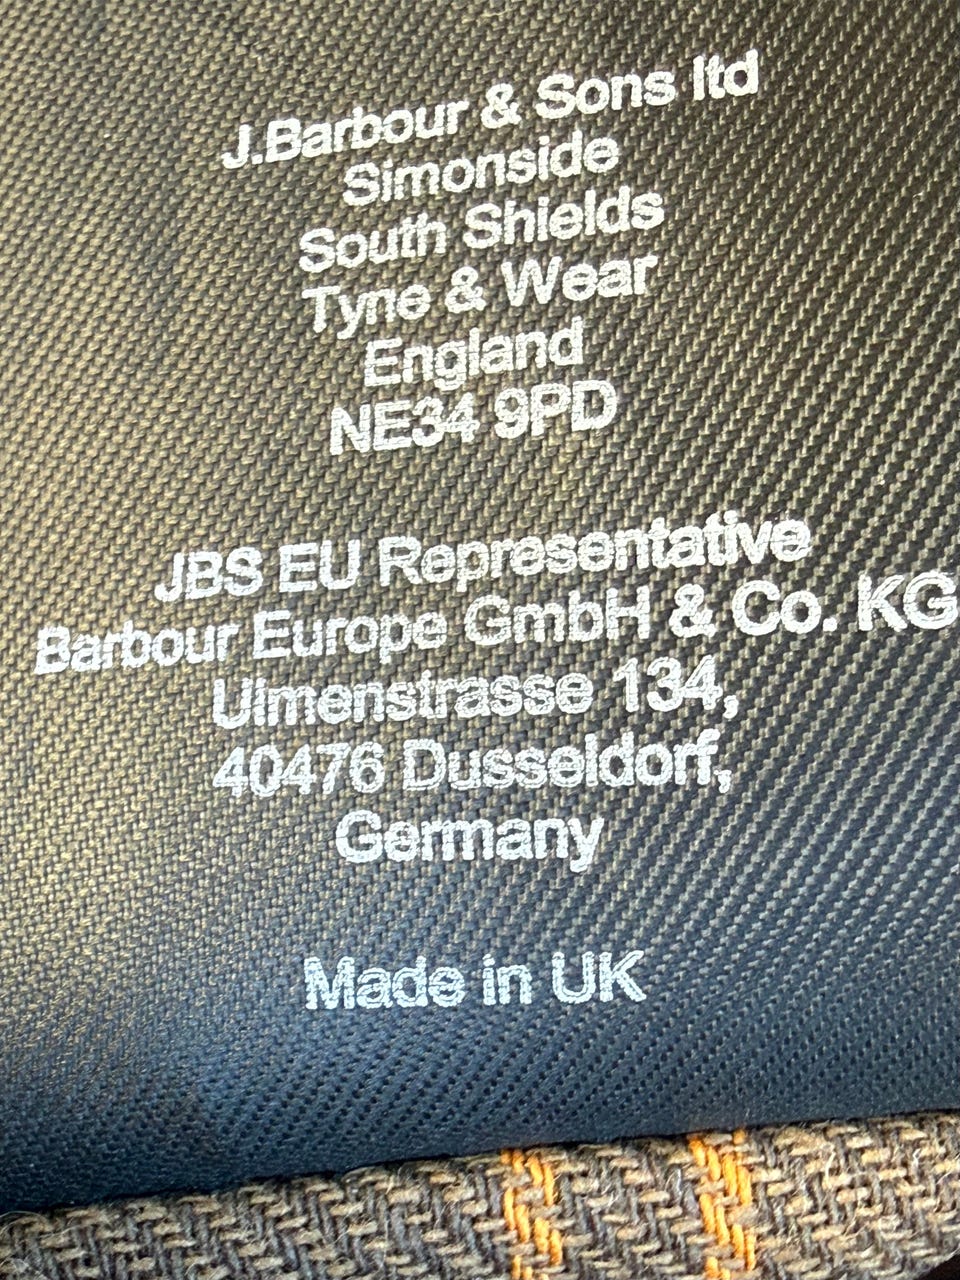 J.Barbour & Sons ltd
Simonside
South Shields
Tyne & Wear
England
NE34 9PD
JBS EU Representative
Barbour Europe GmbH & Co. KG
Ulmenstrasse 134,
40476 Dusseldorf,
Germany
Made in UK